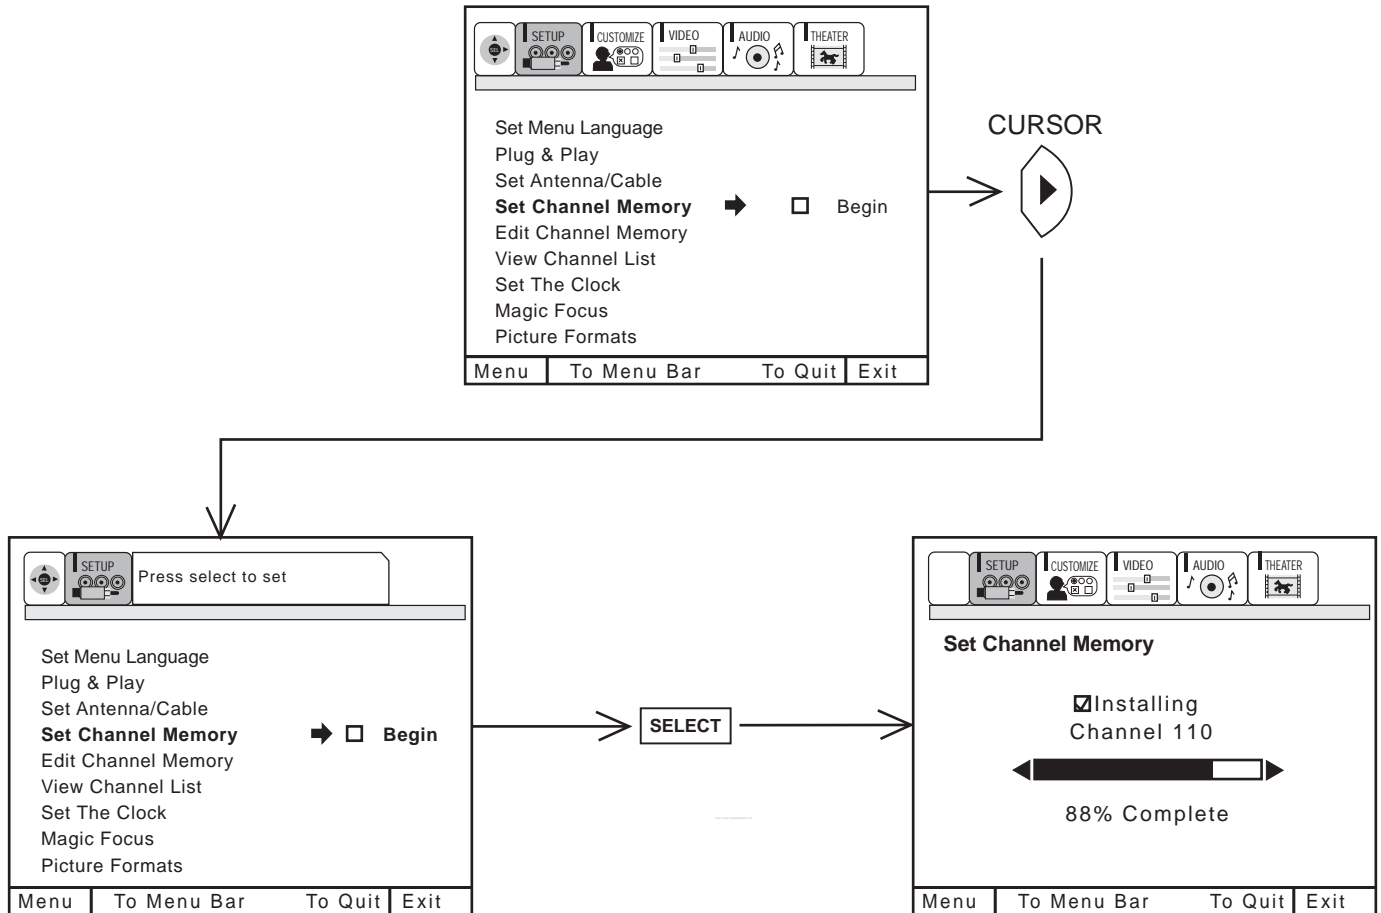 SEL SETUP CUSTOMIZE VIDEO AUDIO THEATER
Set Menu Language
Plug & Play
Set Antenna/Cable
Set Channel Memory Begin
Edit Channel Memory
View Channel List
Set The Clock
Magic Focus
Picture Formats
Menu To Menu Bar To Quit Exit
CURSOR
SETUP Press select to set
Set Menu Language
Plug & Play
Set Antenna/Cable
Set Channel Memory Begin
Edit Channel Memory
View Channel List
Set The Clock
Magic Focus
Picture Formats
Menu To Menu Bar To Quit Exit
SELECT
SETUP CUSTOMIZE VIDEO AUDIO THEATER
Set Channel Memory
Installing
Channel 110
88% Complete
Menu To Menu Bar To Quit Exit